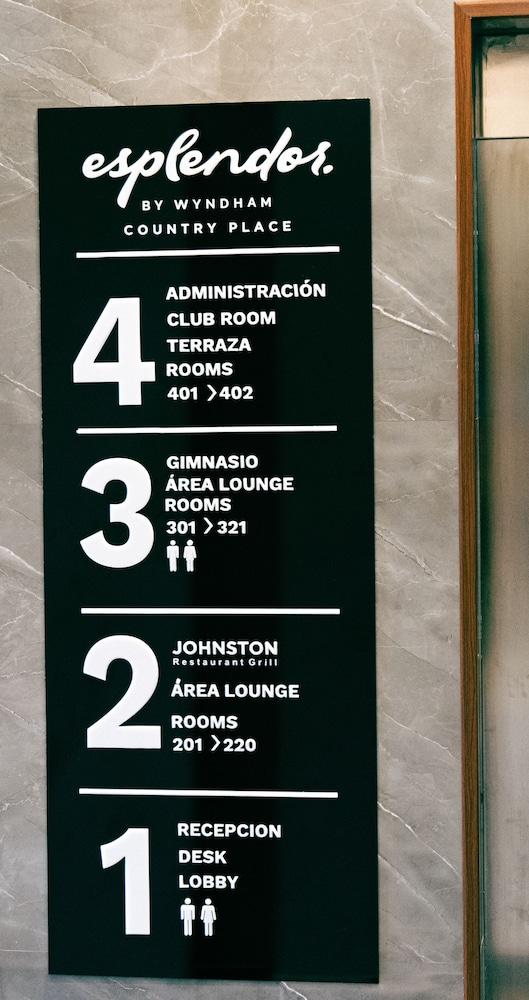 esplendor.
BY WYNDHAM
COUNTRY PLACE
4
ADMINISTRACIÓN
CLUB ROOM
TERRAZA
ROOMS
401 〉402
3
GIMNASIO
ÁREA LOUNGE
ROOMS
301 〉321
2
JOHNSTON
Restaurant Grill
ÁREA LOUNGE
ROOMS
201 〉220
1
RECEPCION
DESK
LOBBY